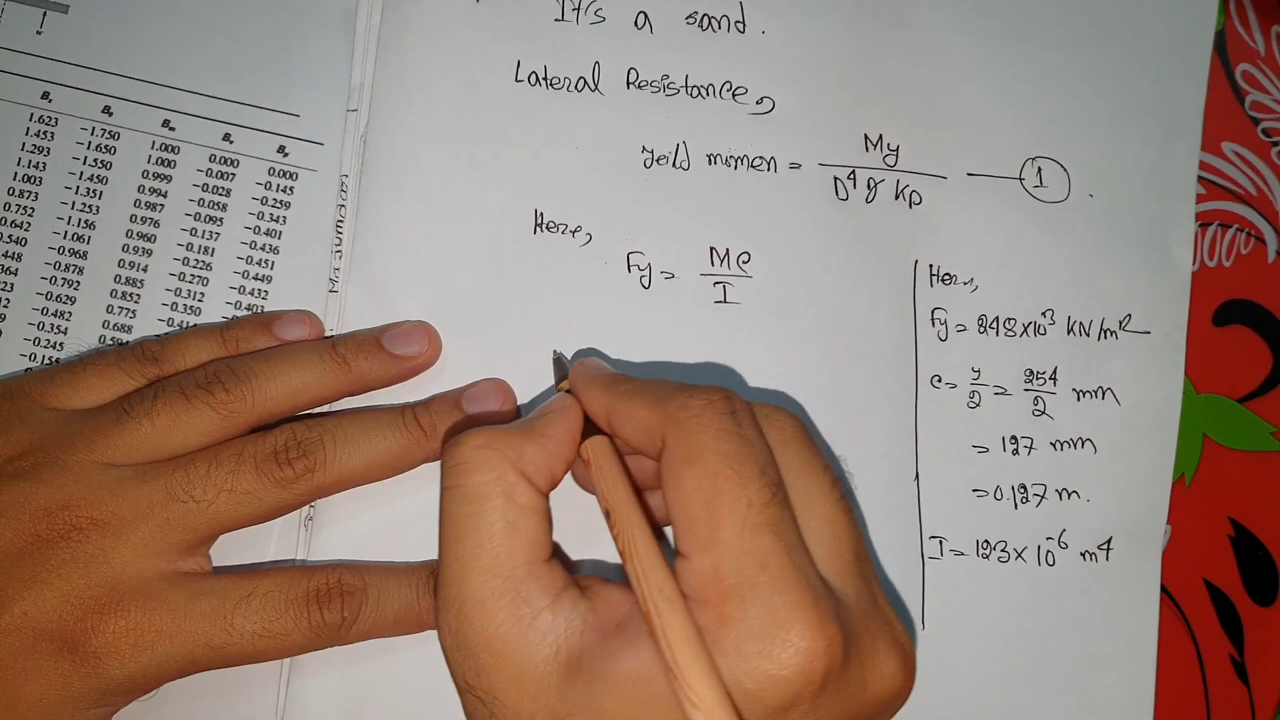 It's a sand.
Lateral Resistance,
Jeild mimen = My / D⁴ γ Kp — 1 .
Here,
Fy = Mc / I
Here,
Fy = 248×10³ KN/m²
c = y/2 = 254/2 mm
= 127 mm
= 0.127 m.
I = 123×10⁻⁶ m4
Majumdar
w
1.623 -1.750 1.000 0.000 0.000
1.453 -1.650 1.000 -0.007 -0.145
1.293 -1.550 0.999 -0.028 -0.259
1.143 -1.450 0.994 -0.058 -0.343
1.003 -1.351 0.987 -0.095 -0.401
0.873 -1.253 0.976 -0.137 -0.436
0.752 -1.156 0.960 -0.181 -0.451
0.642 -1.061 0.939 -0.226 -0.449
.540 -0.968 0.914 -0.270 -0.432
448 -0.878 0.885 -0.312 -0.403
364 -0.792 0.852 -0.350
23 -0.629 0.775
-0.482 0.688
-0.354
-0.245